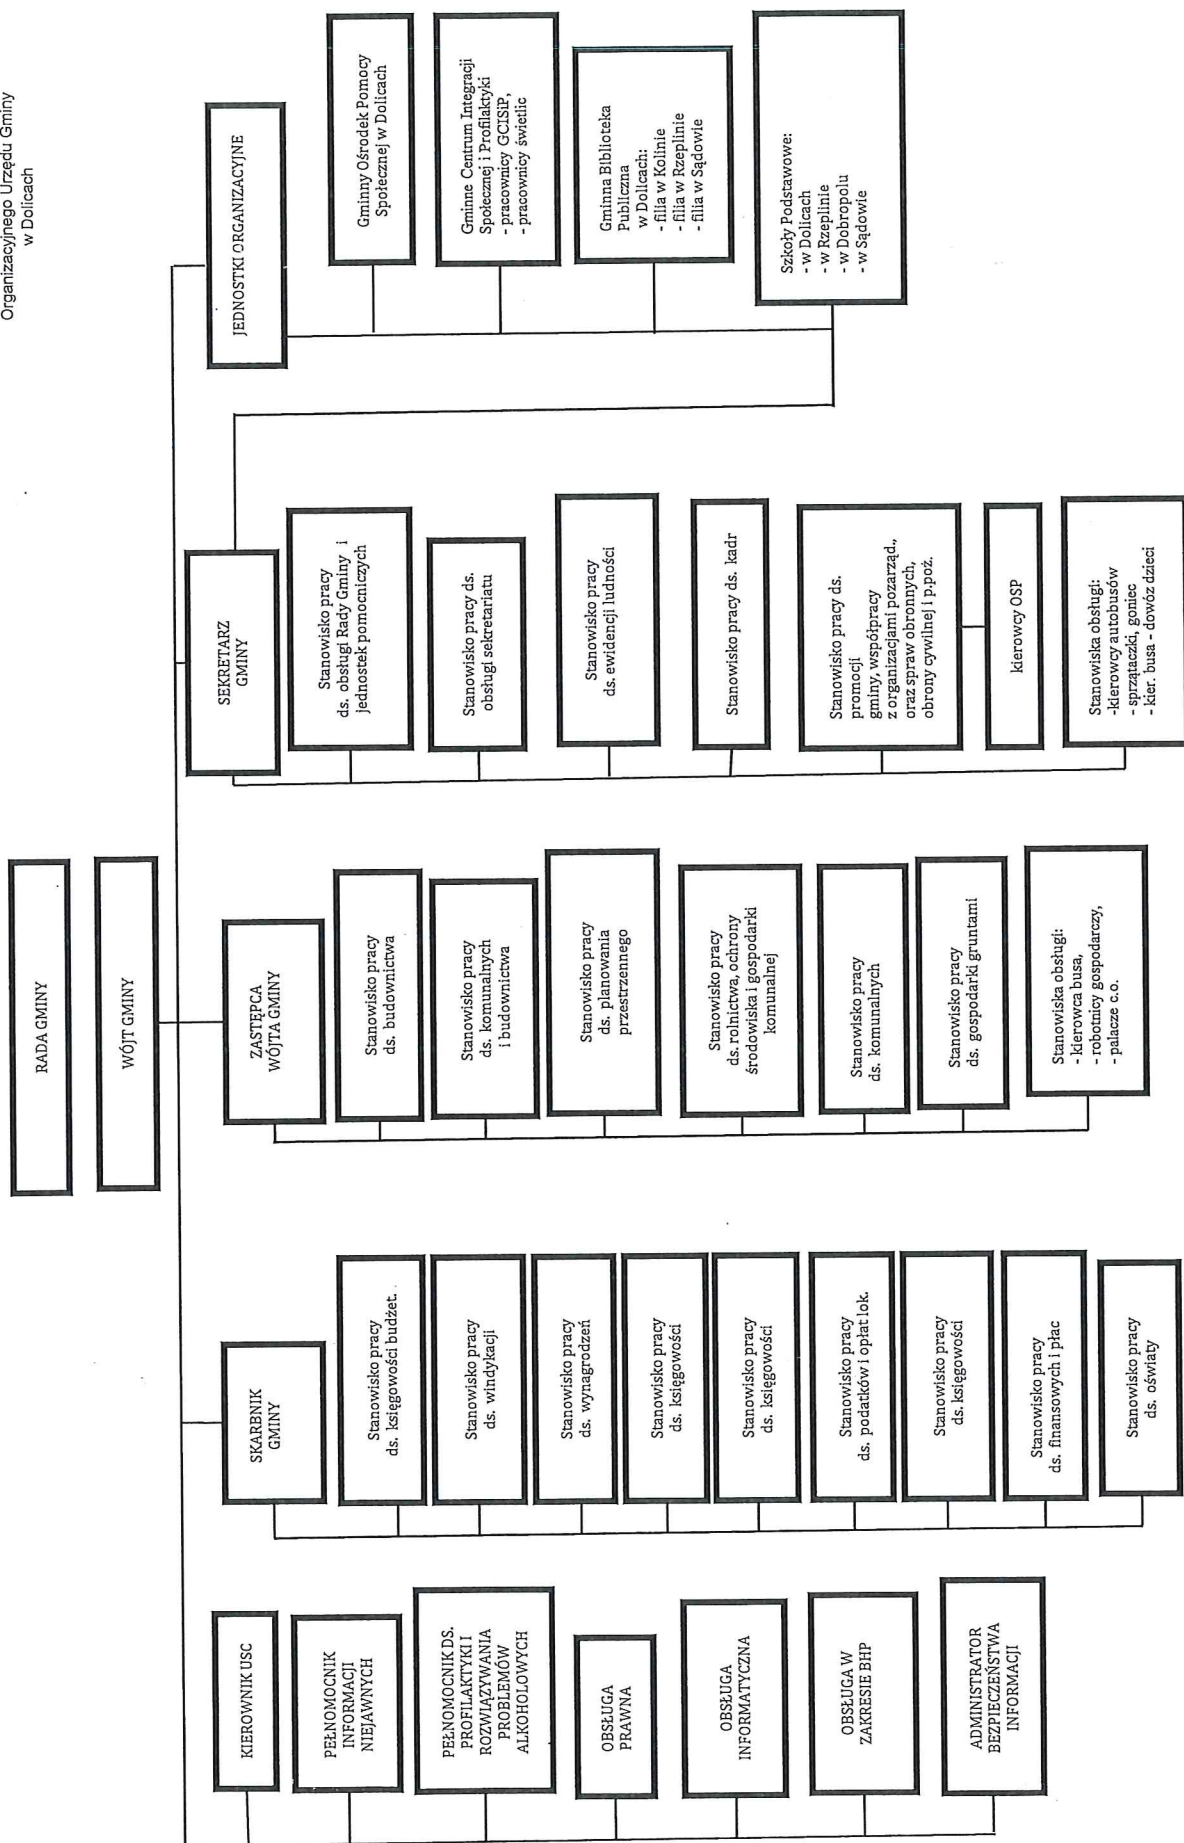 Organizacyjnego Urzędu Gminy
w Dolicach
RADA GMINY
WÓJT GMINY
KIEROWNIK USC
PEŁNOMOCNIK
INFORMACJI
NIEJAWNYCH
PEŁNOMOCNIK DS.
PROFILAKTYKI I
ROZWIĄZYWANIA
PROBLEMÓW
ALKOHOLOWYCH
OBSŁUGA
PRAWNA
OBSŁUGA
INFORMATYCZNA
OBSŁUGA W
ZAKRESIE BHP
ADMINISTRATOR
BEZPIECZEŃSTWA
INFORMACJI
SKARBNIK
GMINY
Stanowisko pracy
ds. księgowości budżet.
Stanowisko pracy
ds. windykacji
Stanowisko pracy
ds. wynagrodzeń
Stanowisko pracy
ds. księgowości
Stanowisko pracy
ds. księgowości
Stanowisko pracy
ds. podatków i opłat lok.
Stanowisko pracy
ds. księgowości
Stanowisko pracy
ds. finansowych i płac
Stanowisko pracy
ds. oświaty
ZASTĘPCA
WÓJTA GMINY
Stanowisko pracy
ds. budownictwa
Stanowisko pracy
ds. komunalnych
i budownictwa
Stanowisko pracy
ds. planowania
przestrzennego
Stanowisko pracy
ds. rolnictwa, ochrony
środowiska i gospodarki
komunalnej
Stanowisko pracy
ds. komunalnych
Stanowisko pracy
ds. gospodarki gruntami
Stanowiska obsługi:
- kierowca busa,
- robotnicy gospodarczy,
- palacze c.o.
SEKRETARZ
GMINY
Stanowisko pracy
ds. obsługi Rady Gminy i
jednostek pomocniczych
Stanowisko pracy ds.
obsługi sekretariatu
Stanowisko pracy
ds. ewidencji ludności
Stanowisko pracy ds. kadr
Stanowisko pracy ds.
promocji
gminy, współpracy
z organizacjami pozarząd.,
oraz spraw obronnych,
obrony cywilnej i p.poż.
kierowcy OSP
Stanowiska obsługi:
-kierowcy autobusów
- sprzątaczki, goniec
- kier. busa - dowóz dzieci
JEDNOSTKI ORGANIZACYJNE
Gminny Ośrodek Pomocy
Społecznej w Dolicach
Gminne Centrum Integracji
Społecznej i Profilaktyki
- pracownicy GCISiP,
- pracownicy świetlic
Gminna Biblioteka
Publiczna
w Dolicach:
- filia w Kolinie
- filia w Rzeplinie
- filia w Sądowie
Szkoły Podstawowe:
- w Dolicach
- w Rzeplinie
- w Dobropolu
- w Sądowie